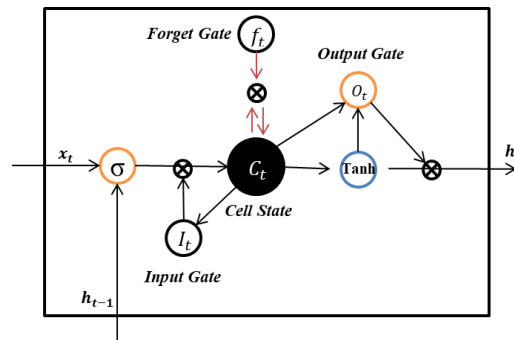 Forget Gate
f_t
Output Gate
O_t
x_t
σ
C_t
Tanh
h
Cell State
I_t
Input Gate
h_{t-1}